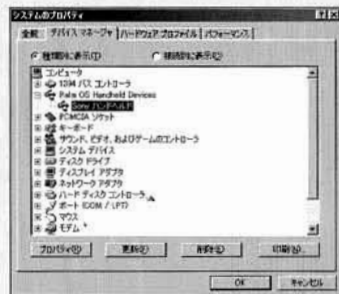 システムのプロパティ
全般 デバイス マネージャ ハードウェア プロファイル パフォーマンス
種類別に表示(T) 接続別に表示(C)
コンピュータ
1394 バス コントローラ
Palm OS Handheld Devices
Sony ハンドヘルド
PCMCIA ソケット
キーボード
サウンド、ビデオ、およびゲームのコントローラ
システム デバイス
ディスク ドライブ
ディスプレイ アダプタ
ネットワーク アダプタ
ハード ディスク コントローラ
ポート (COM / LPT)
マウス
モデム
プロパティ(R) 更新(E) 削除(E) 印刷(N)...
OK キャンセル